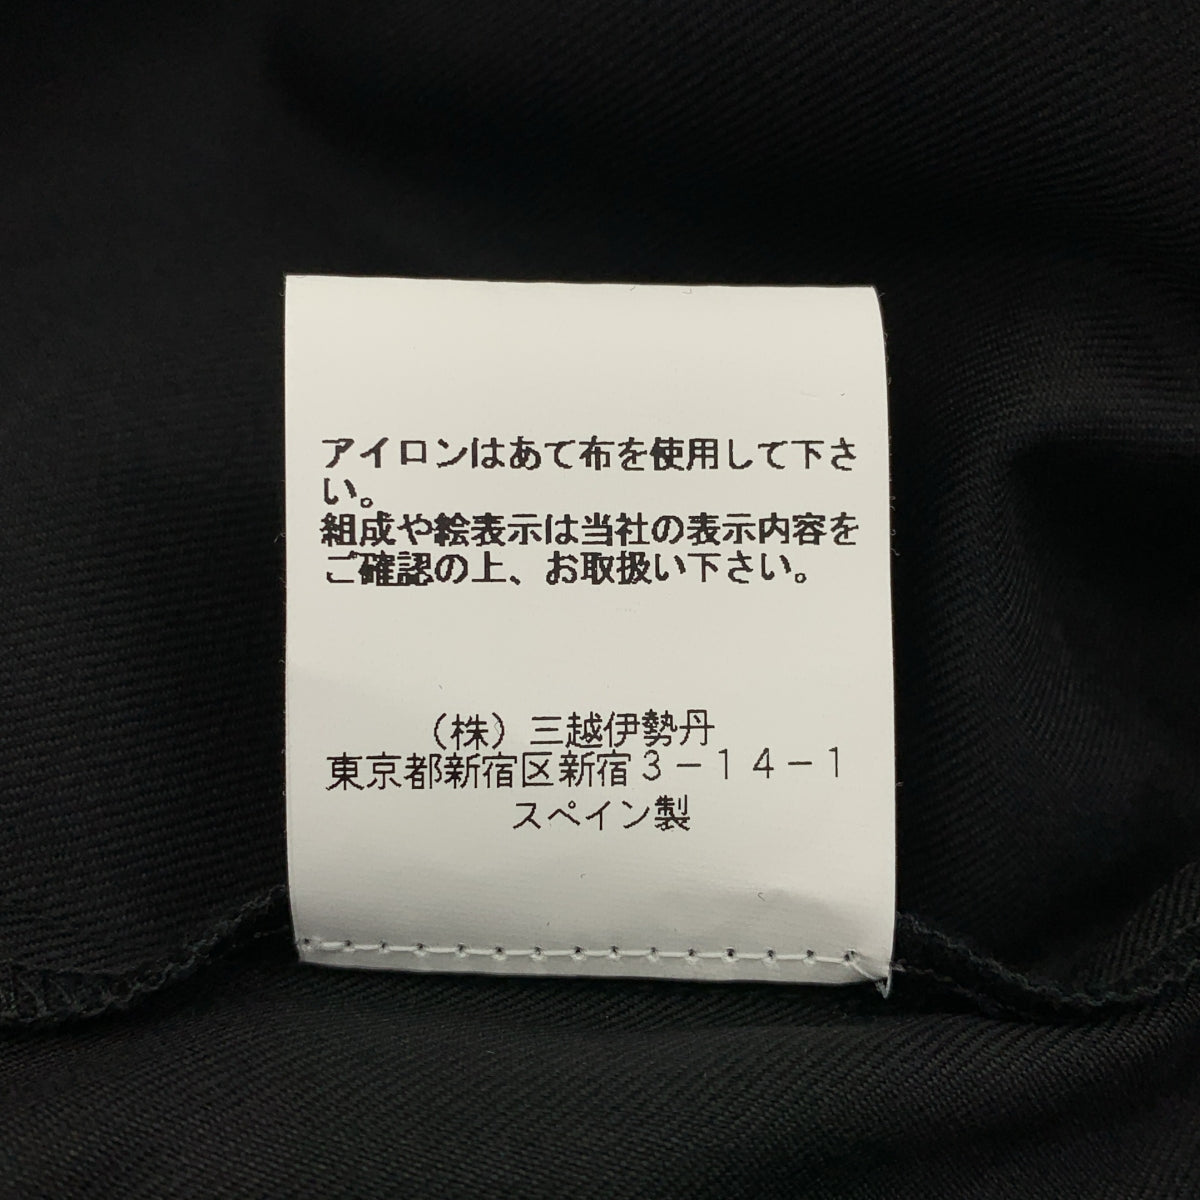 アイロンはあて布を使用して下さ
い。
組成や絵表示は当社の表示内容を
ご確認の上、お取扱い下さい。
（株）三越伊勢丹
東京都新宿区新宿３－１４－１
スペイン製